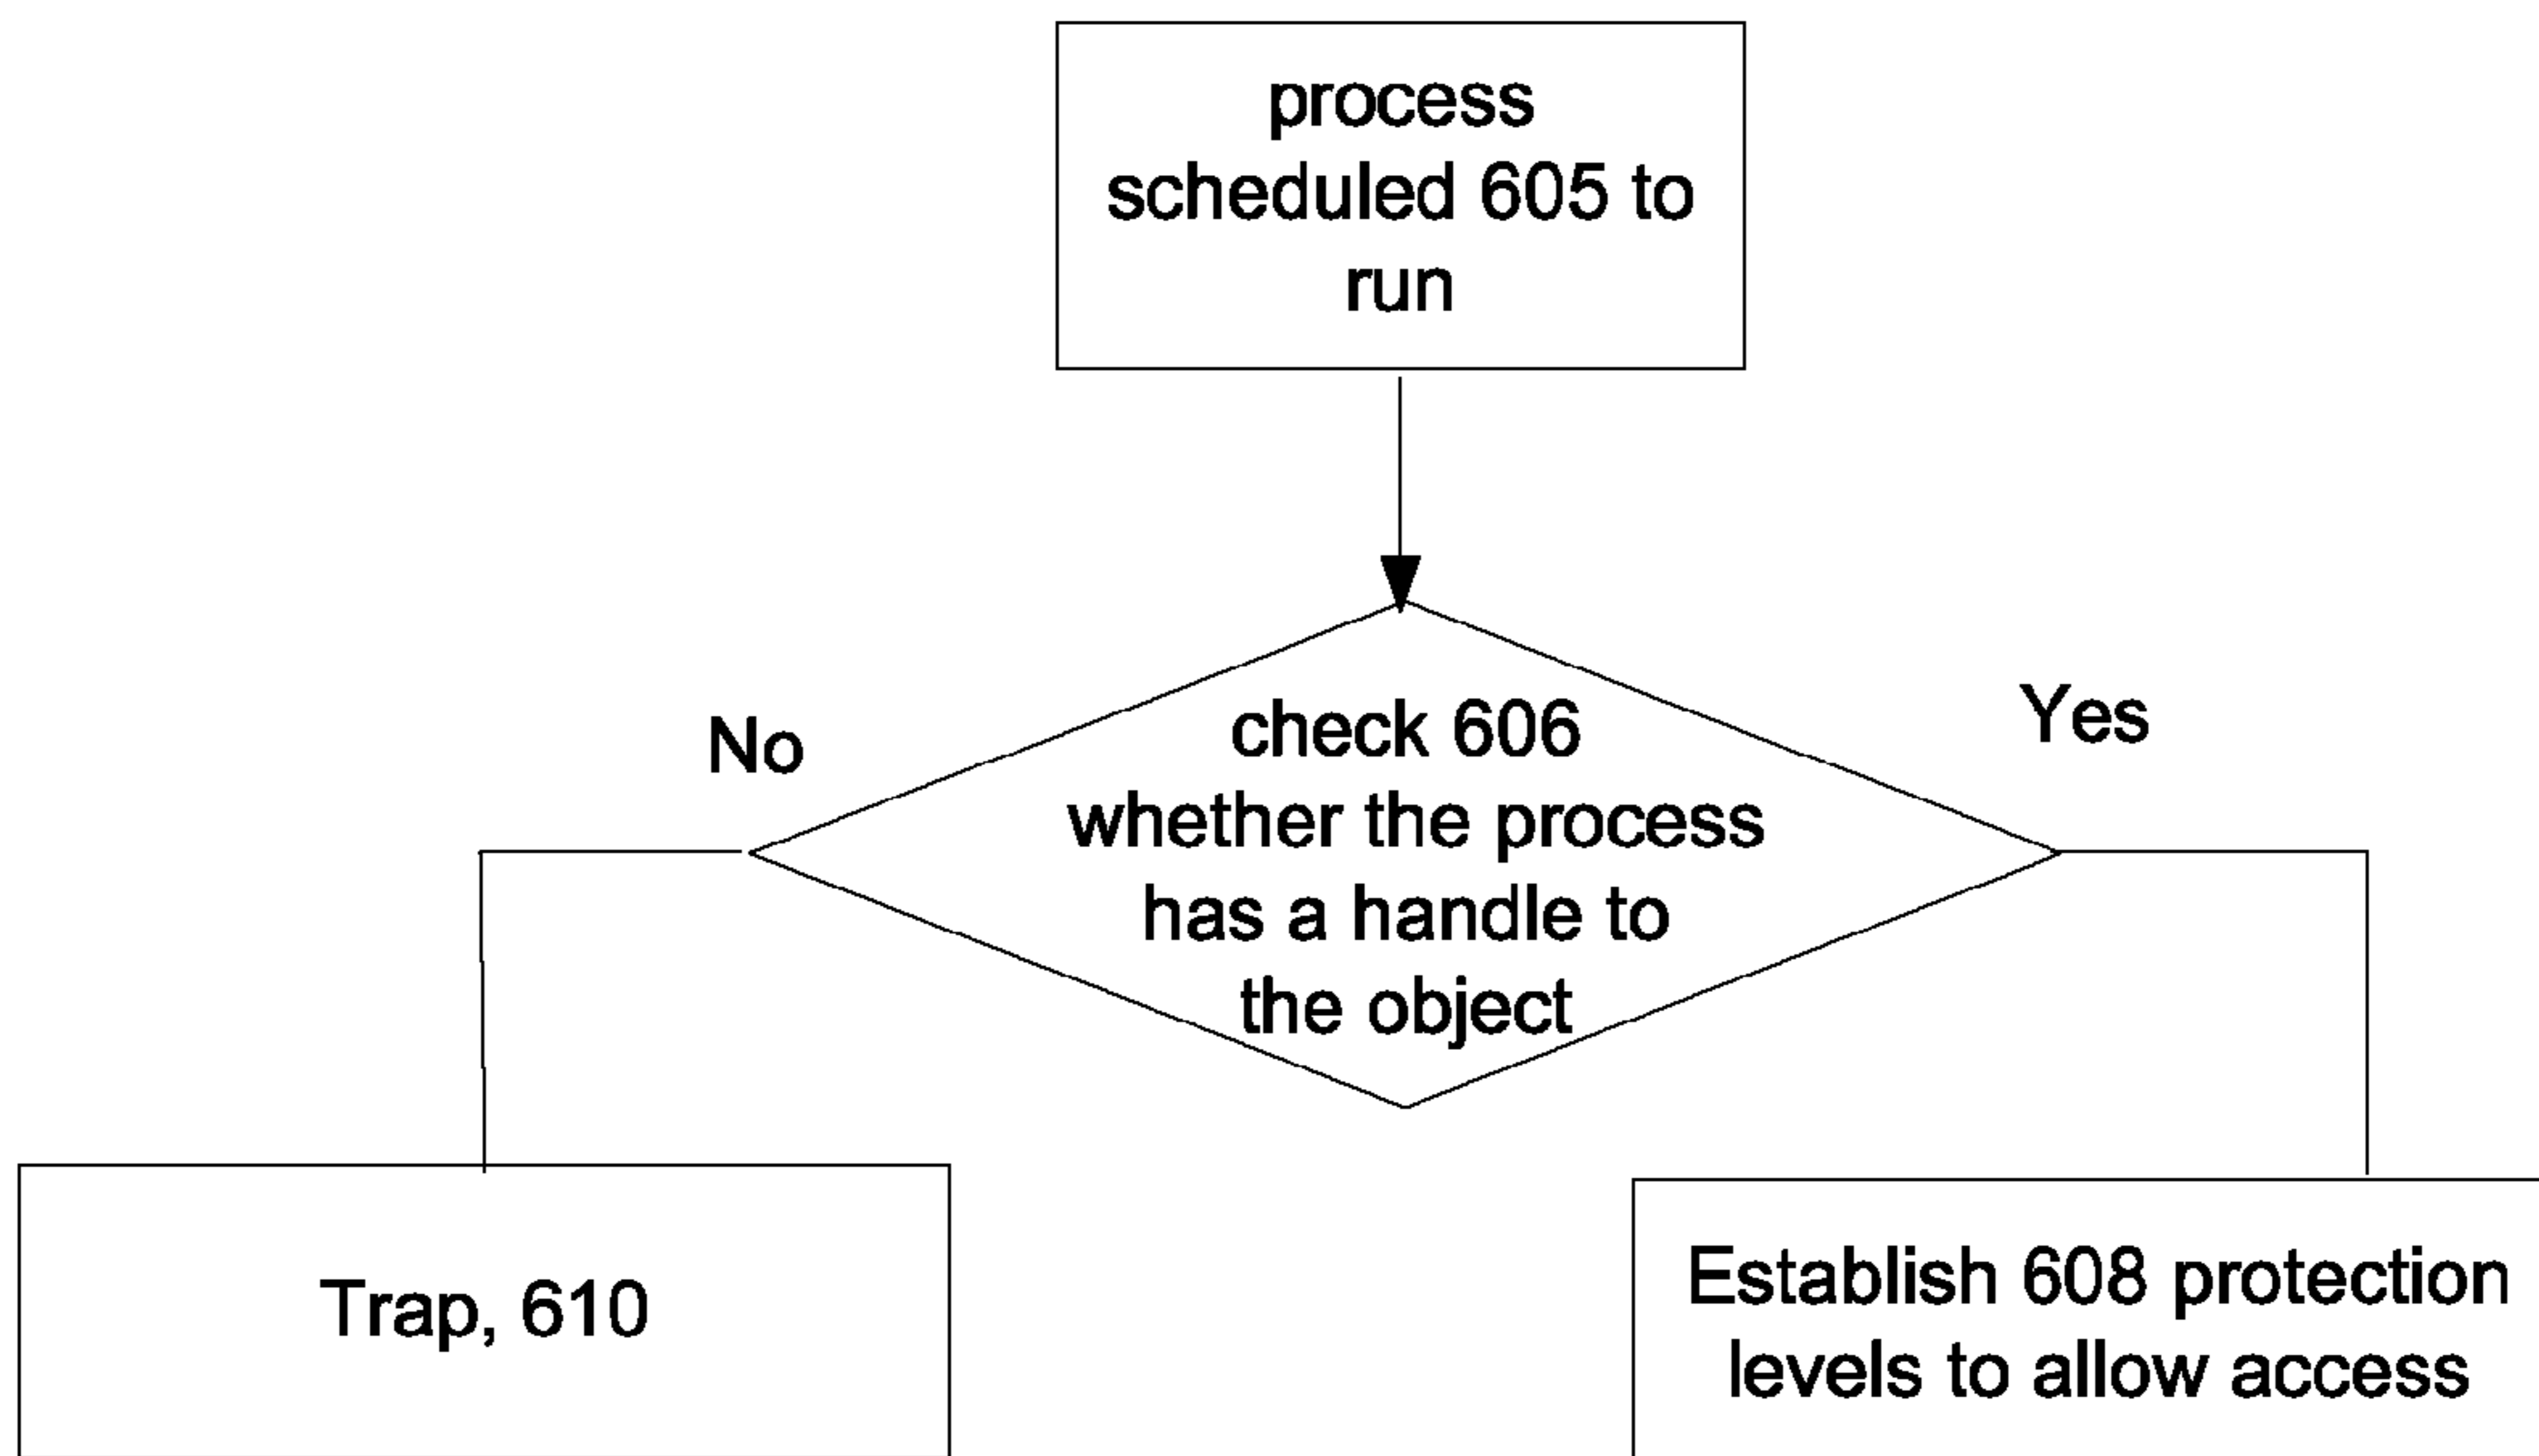 process
scheduled 605 to
run
No
Yes
check 606
whether the process
has a handle to
the object
Trap, 610
Establish 608 protection
levels to allow access